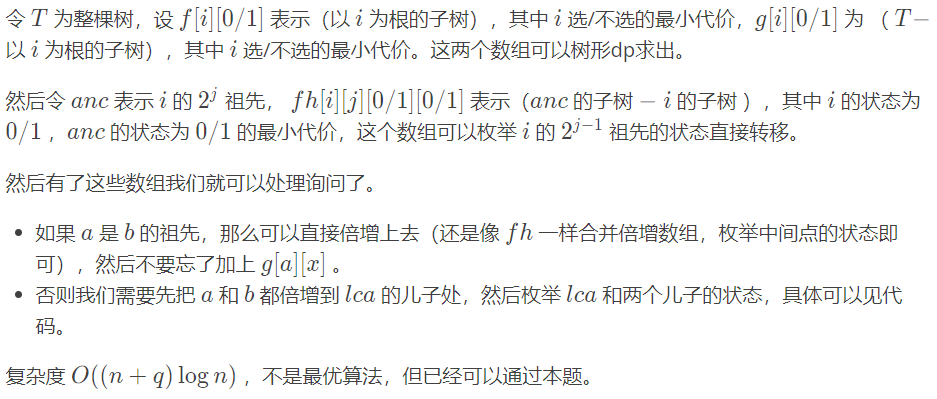 令 T 为整棵树，设 f[i][0/1] 表示（以 i 为根的子树），其中 i 选/不选的最小代价，g[i][0/1] 为 （ T−
以 i 为根的子树），其中 i 选/不选的最小代价。这两个数组可以树形dp求出。
然后令 anc 表示 i 的 2^j 祖先， fh[i][j][0/1][0/1] 表示（anc 的子树 − i 的子树 ），其中 i 的状态为
0/1 ，anc 的状态为 0/1 的最小代价，这个数组可以枚举 i 的 2^{j−1} 祖先的状态直接转移。
然后有了这些数组我们就可以处理询问了。
• 如果 a 是 b 的祖先，那么可以直接倍增上去（还是像 fh 一样合并倍增数组，枚举中间点的状态即
可），然后不要忘了加上 g[a][x] 。
• 否则我们需要先把 a 和 b 都倍增到 lca 的儿子处，然后枚举 lca 和两个儿子的状态，具体可以见代
码。
复杂度 O((n + q) log n) ，不是最优算法，但已经可以通过本题。